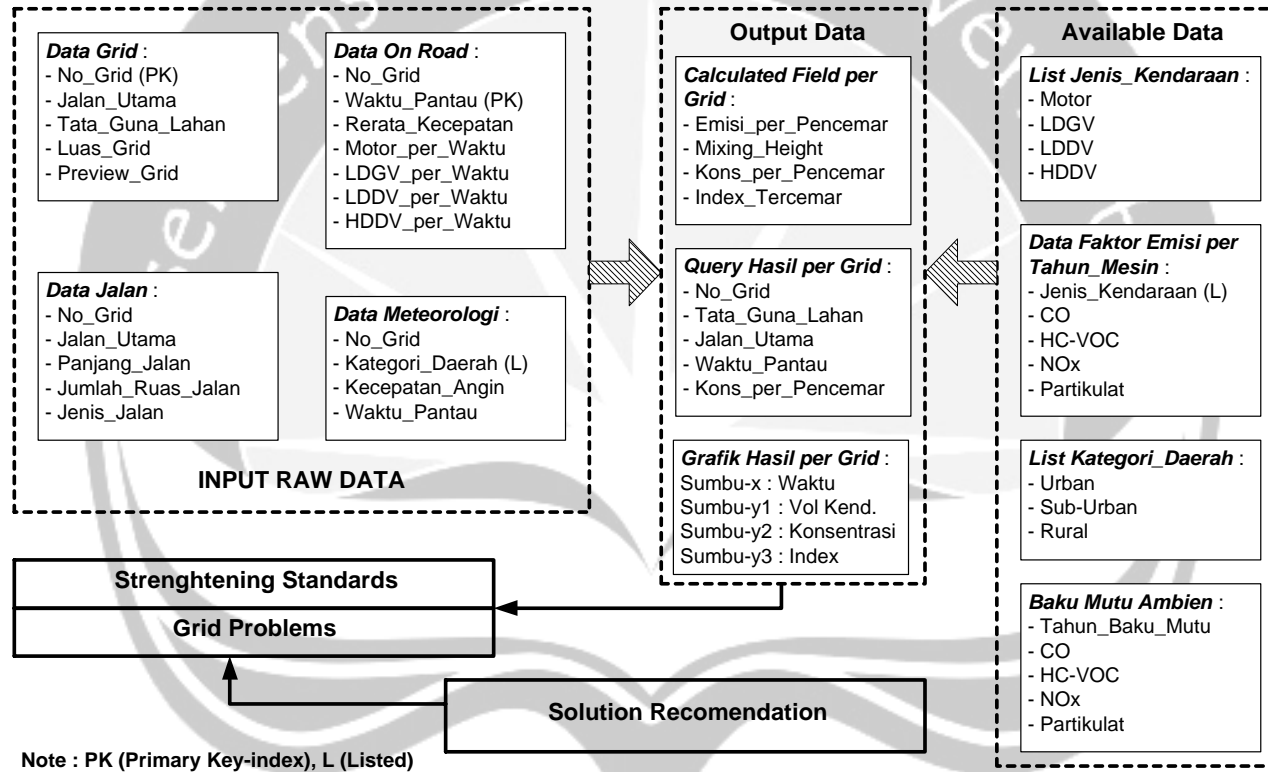 Data Grid :
- No_Grid (PK)
- Jalan_Utama
- Tata_Guna_Lahan
- Luas_Grid
- Preview_Grid
Data On Road :
- No_Grid
- Waktu_Pantau (PK)
- Rerata_Kecepatan
- Motor_per_Waktu
- LDGV_per_Waktu
- LDDV_per_Waktu
- HDDV_per_Waktu
Data Jalan :
- No_Grid
- Jalan_Utama
- Panjang_Jalan
- Jumlah_Ruas_Jalan
- Jenis_Jalan
Data Meteorologi :
- No_Grid
- Kategori_Daerah (L)
- Kecepatan_Angin
- Waktu_Pantau
INPUT RAW DATA
Output Data
Calculated Field per
Grid :
- Emisi_per_Pencemar
- Mixing_Height
- Kons_per_Pencemar
- Index_Tercemar
Query Hasil per Grid :
- No_Grid
- Tata_Guna_Lahan
- Jalan_Utama
- Waktu_Pantau
- Kons_per_Pencemar
Grafik Hasil per Grid :
Sumbu-x : Waktu
Sumbu-y1 : Vol Kend.
Sumbu-y2 : Konsentrasi
Sumbu-y3 : Index
Available Data
List Jenis_Kendaraan :
- Motor
- LDGV
- LDDV
- HDDV
Data Faktor Emisi per
Tahun_Mesin :
- Jenis_Kendaraan (L)
- CO
- HC-VOC
- NOx
- Partikulat
List Kategori_Daerah :
- Urban
- Sub-Urban
- Rural
Baku Mutu Ambien :
- Tahun_Baku_Mutu
- CO
- HC-VOC
- NOx
- Partikulat
Strenghtening Standards
Grid Problems
Solution Recomendation
Note : PK (Primary Key-index), L (Listed)